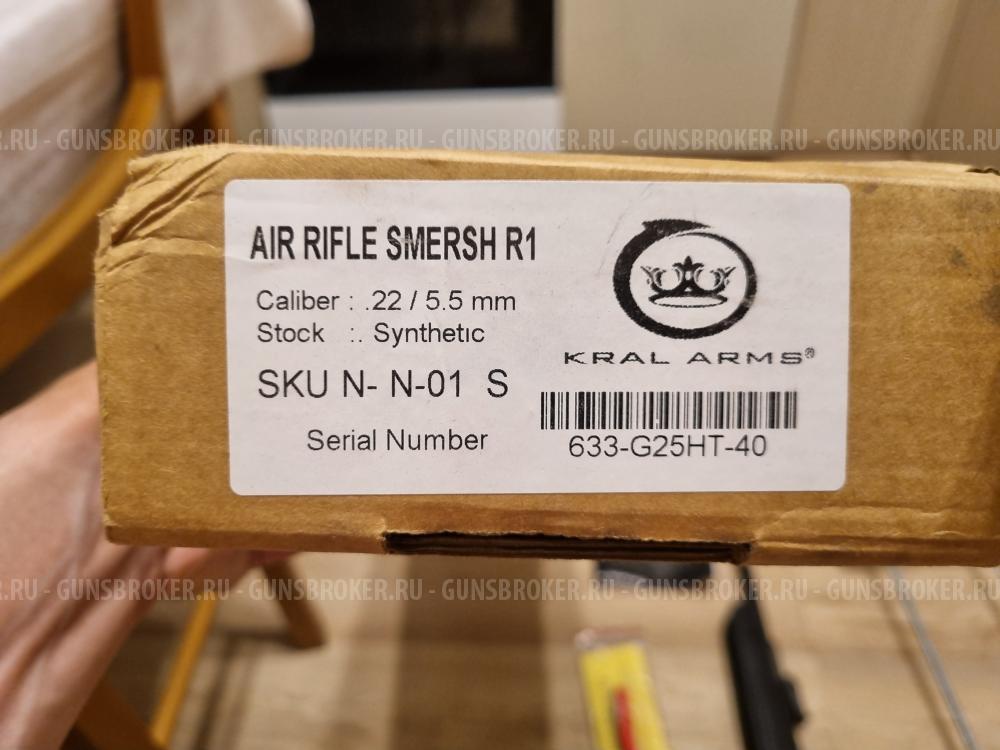 GUNSBROKER.RU - GUNSBROKER.RU - GUNSBROKER.RU - GUNSBROKER.RU - GUNSBROKER.RU
AIR RIFLE SMERSH R1
Caliber : .22 / 5.5 mm
Stock :. Synthetic
KRAL ARMS®
SKU N- N-01 S
Serial Number
633-G25HT-40
GUNSBROKER.RU - GUNSBROKER.RU - GUNSBROKER.RU - GUNSBROKER.RU - GUNSBROKER.RU